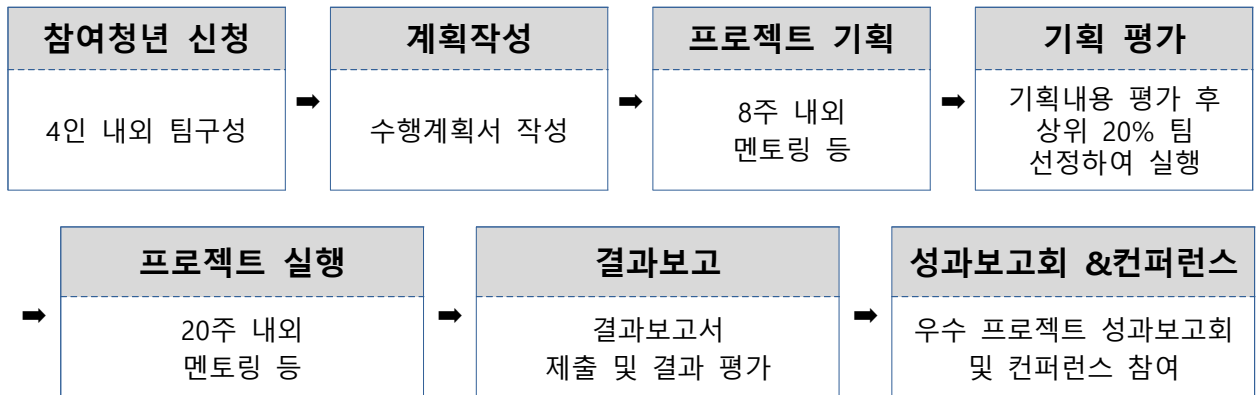 참여청년 신청
4인 내외 팀구성
계획작성
수행계획서 작성
프로젝트 기획
8주 내외
멘토링 등
기획 평가
기획내용 평가 후
상위 20% 팀
선정하여 실행
프로젝트 실행
20주 내외
멘토링 등
결과보고
결과보고서
제출 및 결과 평가
성과보고회 &컨퍼런스
우수 프로젝트 성과보고회
및 컨퍼런스 참여